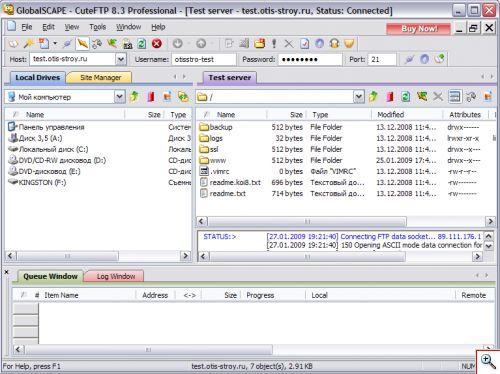 GlobalSCAPE - CuteFTP 8.3 Professional - [Test server - test.otis-stroy.ru, Status: Connected]
File Edit View Tools Window Help Buy Now!
Host: test.otis-stroy.ru Username: otisstro-test Password: •••••••• Port: 21
Local Drives Site Manager Test server
Мой компьютер /
Name Size Type Name Size Type Modified Attributes
Панель управления Систе
Диск 3,5 (A:) Диск 3
Локальный диск (C:) Локаль
DVD/CD-RW дисковод (D:) CD-дис
DVD-дисковод (E:) CD-дис
KINGSTON (F:) Съемнь
backup 512 bytes File Folder 13.12.2008 11:4... drwx------
logs 512 bytes File Folder 13.12.2008 11:4... lrwxr-xr-x
ssl 512 bytes File Folder 13.12.2008 11:4... drwx------
www 512 bytes File Folder 25.01.2009 17:4...
.vimrc 0 bytes Файл "VIMRC" 13.12.2008 11:4... -rw-r--r--
readme.koi8.txt 696 bytes Текстовый до... 13.12.2008 11:4...
readme.txt 714 bytes Текстовый до... 13.12.2008 11:4...
STATUS:> [27.01.2009 19:21:40] Connecting FTP data socket... 89.111.176.1
[27.01.2009 19:21:40] 150 Opening ASCII mode data connection for
Queue Window Log Window
# Item Name Address <-> Size Progress Local Remote
For Help, press F1 test.otis-stroy.ru, 7 object(s), 2.91KB NUM